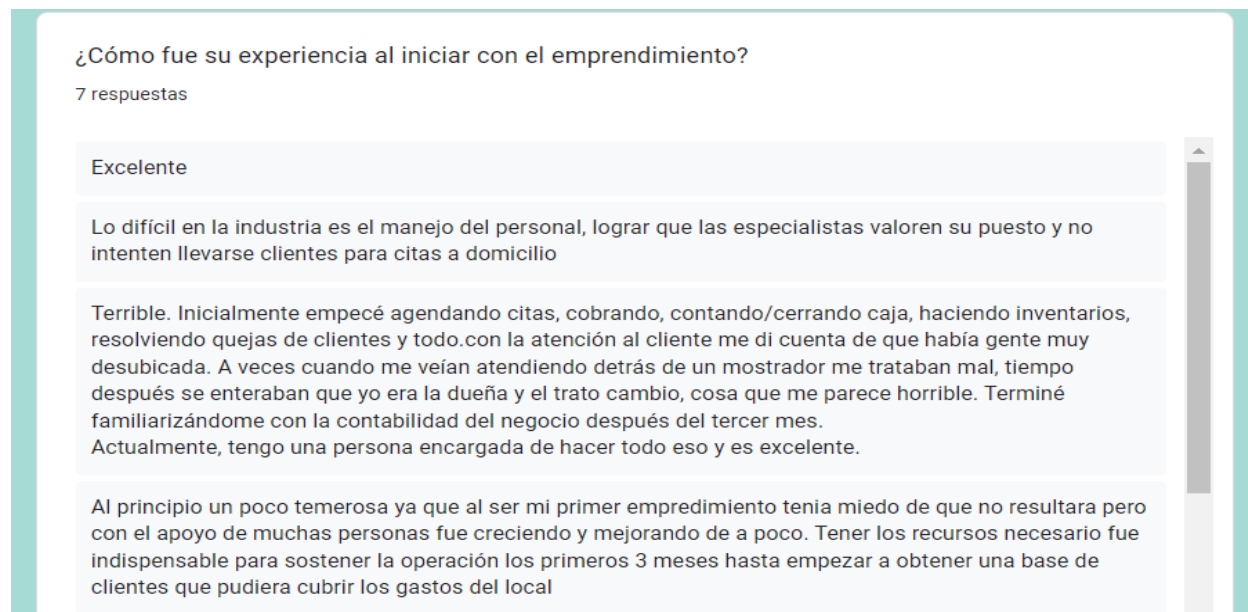 ¿Cómo fue su experiencia al iniciar con el emprendimiento?
7 respuestas
Excelente
Lo difícil en la industria es el manejo del personal, lograr que las especialistas valoren su puesto y no
intenten llevarse clientes para citas a domicilio
Terrible. Inicialmente empecé agendando citas, cobrando, contando/cerrando caja, haciendo inventarios,
resolviendo quejas de clientes y todo.con la atención al cliente me di cuenta de que había gente muy
desubicada. A veces cuando me veían atendiendo detrás de un mostrador me trataban mal, tiempo
después se enteraban que yo era la dueña y el trato cambio, cosa que me parece horrible. Terminé
familiarizándome con la contabilidad del negocio después del tercer mes.
Actualmente, tengo una persona encargada de hacer todo eso y es excelente.
Al principio un poco temerosa ya que al ser mi primer empredimiento tenia miedo de que no resultara pero
con el apoyo de muchas personas fue creciendo y mejorando de a poco. Tener los recursos necesario fue
indispensable para sostener la operación los primeros 3 meses hasta empezar a obtener una base de
clientes que pudiera cubrir los gastos del local